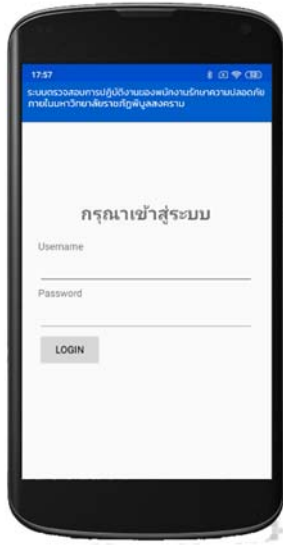 17:57
ระบบตรวจสอบการปฏิบัติงานของพนักงานรักษาความปลอดภัย
ภายในมหาวิทยาลัยราชภัฏพิบูลสงคราม
กรุณาเข้าสู่ระบบ
Username
Password
LOGIN